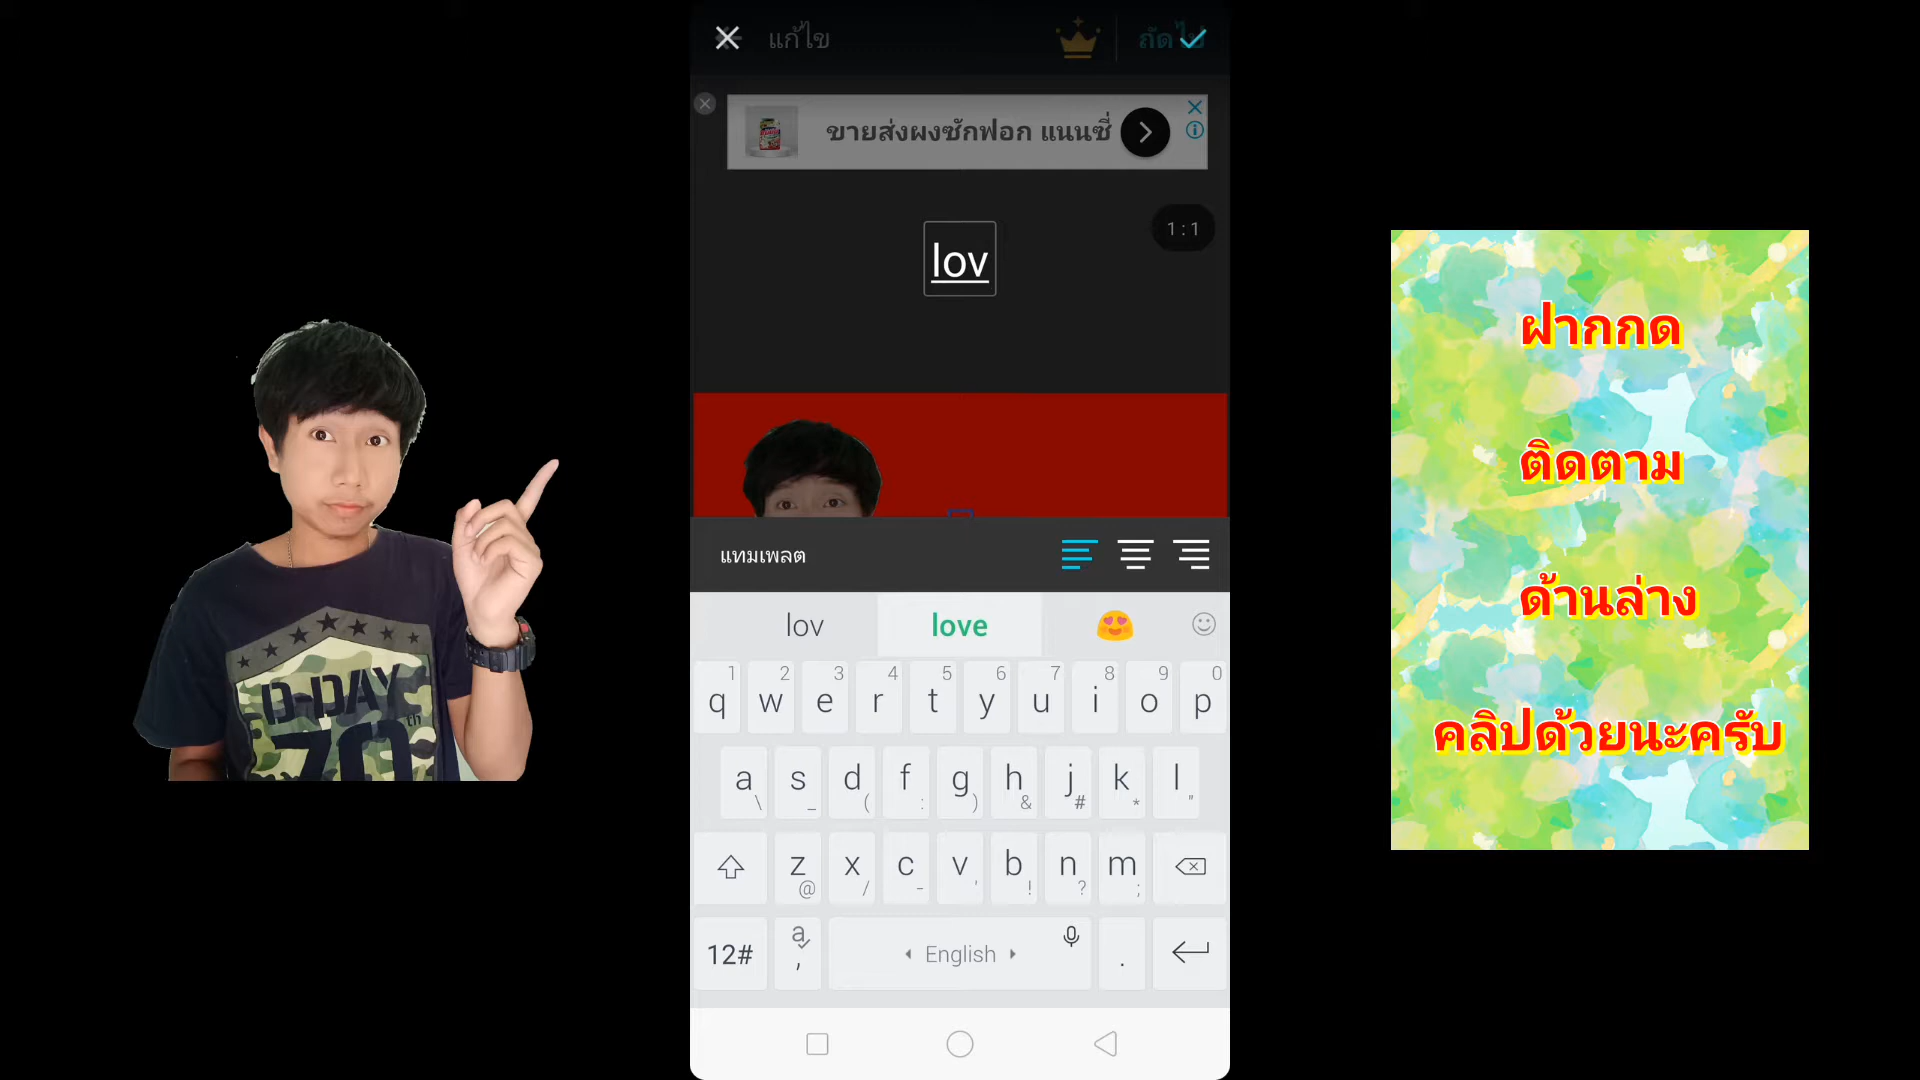 แก้ไข
ถัดไป
ขายส่งผงซักฟอก แนนซี่
1:1
lov
แทมเพลต
lov love 😍
1 2 3 4 5 6 7 8 9 0
q w e r t y u i o p
a s d f g h j k l
\ _ ( : ) & # * "
z x c v b n m
@ / - ' ! ? ;
12# a , English .
D-DAY
70th
ฝากกด
ติดตาม
ด้านล่าง
คลิปด้วยนะครับ